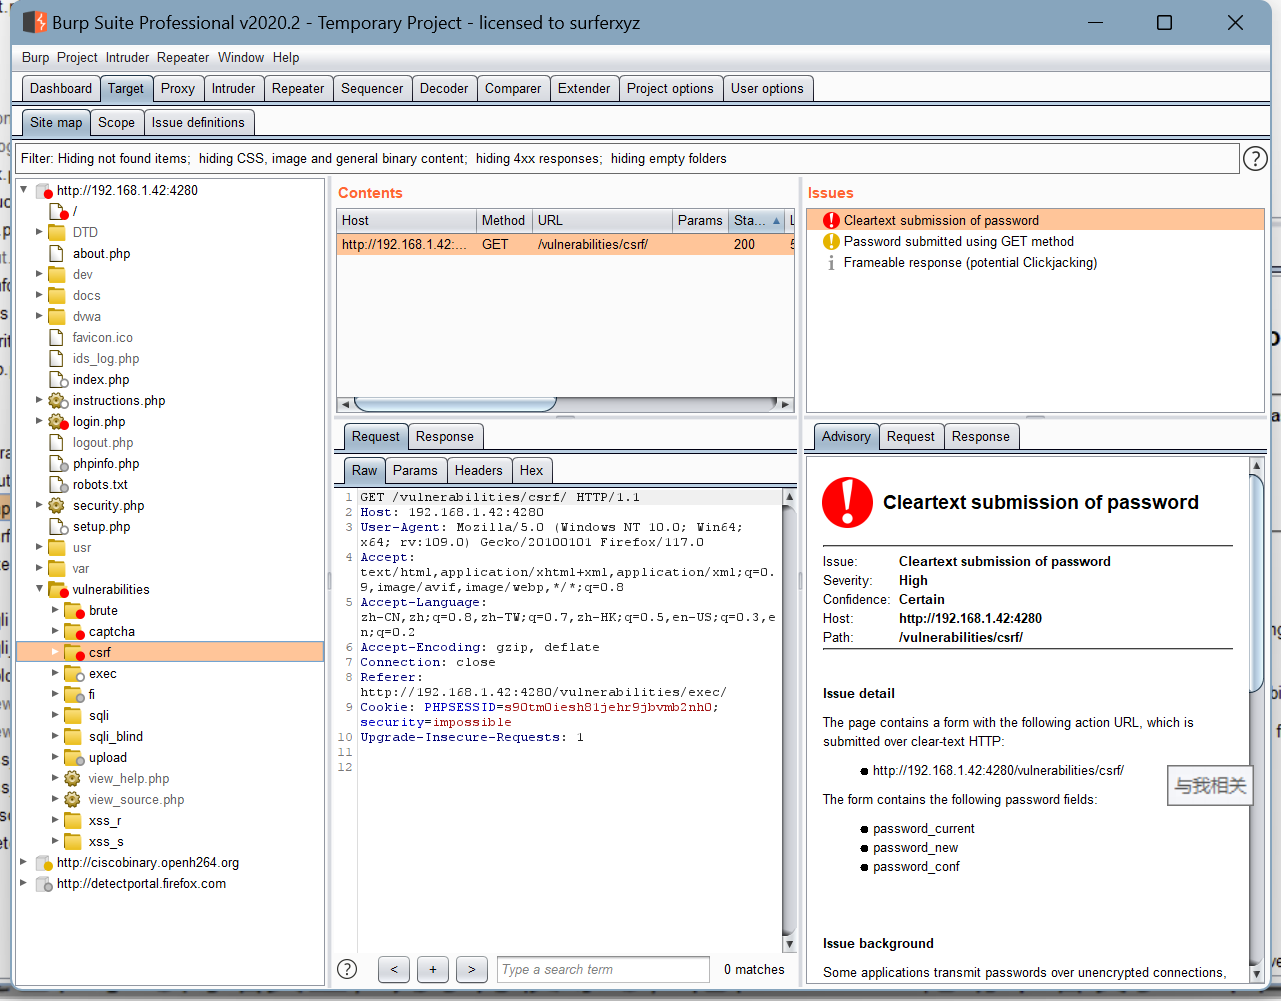 Burp Suite Professional v2020.2 - Temporary Project - licensed to surferxyz
Burp Project Intruder Repeater Window Help
Dashboard Target Proxy Intruder Repeater Sequencer Decoder Comparer Extender Project options User options
Site map Scope Issue definitions
Filter: Hiding not found items; hiding CSS, image and general binary content; hiding 4xx responses; hiding empty folders
http://192.168.1.42:4280
/
DTD
about.php
dev
docs
dvwa
favicon.ico
ids_log.php
index.php
instructions.php
login.php
logout.php
phpinfo.php
robots.txt
security.php
setup.php
usr
var
vulnerabilities
brute
captcha
csrf
exec
fi
sqli
sqli_blind
upload
view_help.php
view_source.php
xss_r
xss_s
http://ciscobinary.openh264.org
http://detectportal.firefox.com
Contents
Host Method URL Params Sta...
http://192.168.1.42:... GET /vulnerabilities/csrf/ 200
Request Response
Raw Params Headers Hex
1 GET /vulnerabilities/csrf/ HTTP/1.1
2 Host: 192.168.1.42:4280
3 User-Agent: Mozilla/5.0 (Windows NT 10.0; Win64;
x64; rv:109.0) Gecko/20100101 Firefox/117.0
4 Accept:
text/html,application/xhtml+xml,application/xml;q=0.
9,image/avif,image/webp,*/*;q=0.8
5 Accept-Language:
zh-CN,zh;q=0.8,zh-TW;q=0.7,zh-HK;q=0.5,en-US;q=0.3,e
n;q=0.2
6 Accept-Encoding: gzip, deflate
7 Connection: close
8 Referer:
http://192.168.1.42:4280/vulnerabilities/exec/
9 Cookie: PHPSESSID=s90tm0iesh81jehr9jbvmb2nh0;
security=impossible
10 Upgrade-Insecure-Requests: 1
11
12
? < + > Type a search term 0 matches
Issues
Cleartext submission of password
Password submitted using GET method
Frameable response (potential Clickjacking)
Advisory Request Response
Cleartext submission of password
Issue: Cleartext submission of password
Severity: High
Confidence: Certain
Host: http://192.168.1.42:4280
Path: /vulnerabilities/csrf/
Issue detail
The page contains a form with the following action URL, which is
submitted over clear-text HTTP:
http://192.168.1.42:4280/vulnerabilities/csrf/
与我相关
The form contains the following password fields:
password_current
password_new
password_conf
Issue background
Some applications transmit passwords over unencrypted connections,